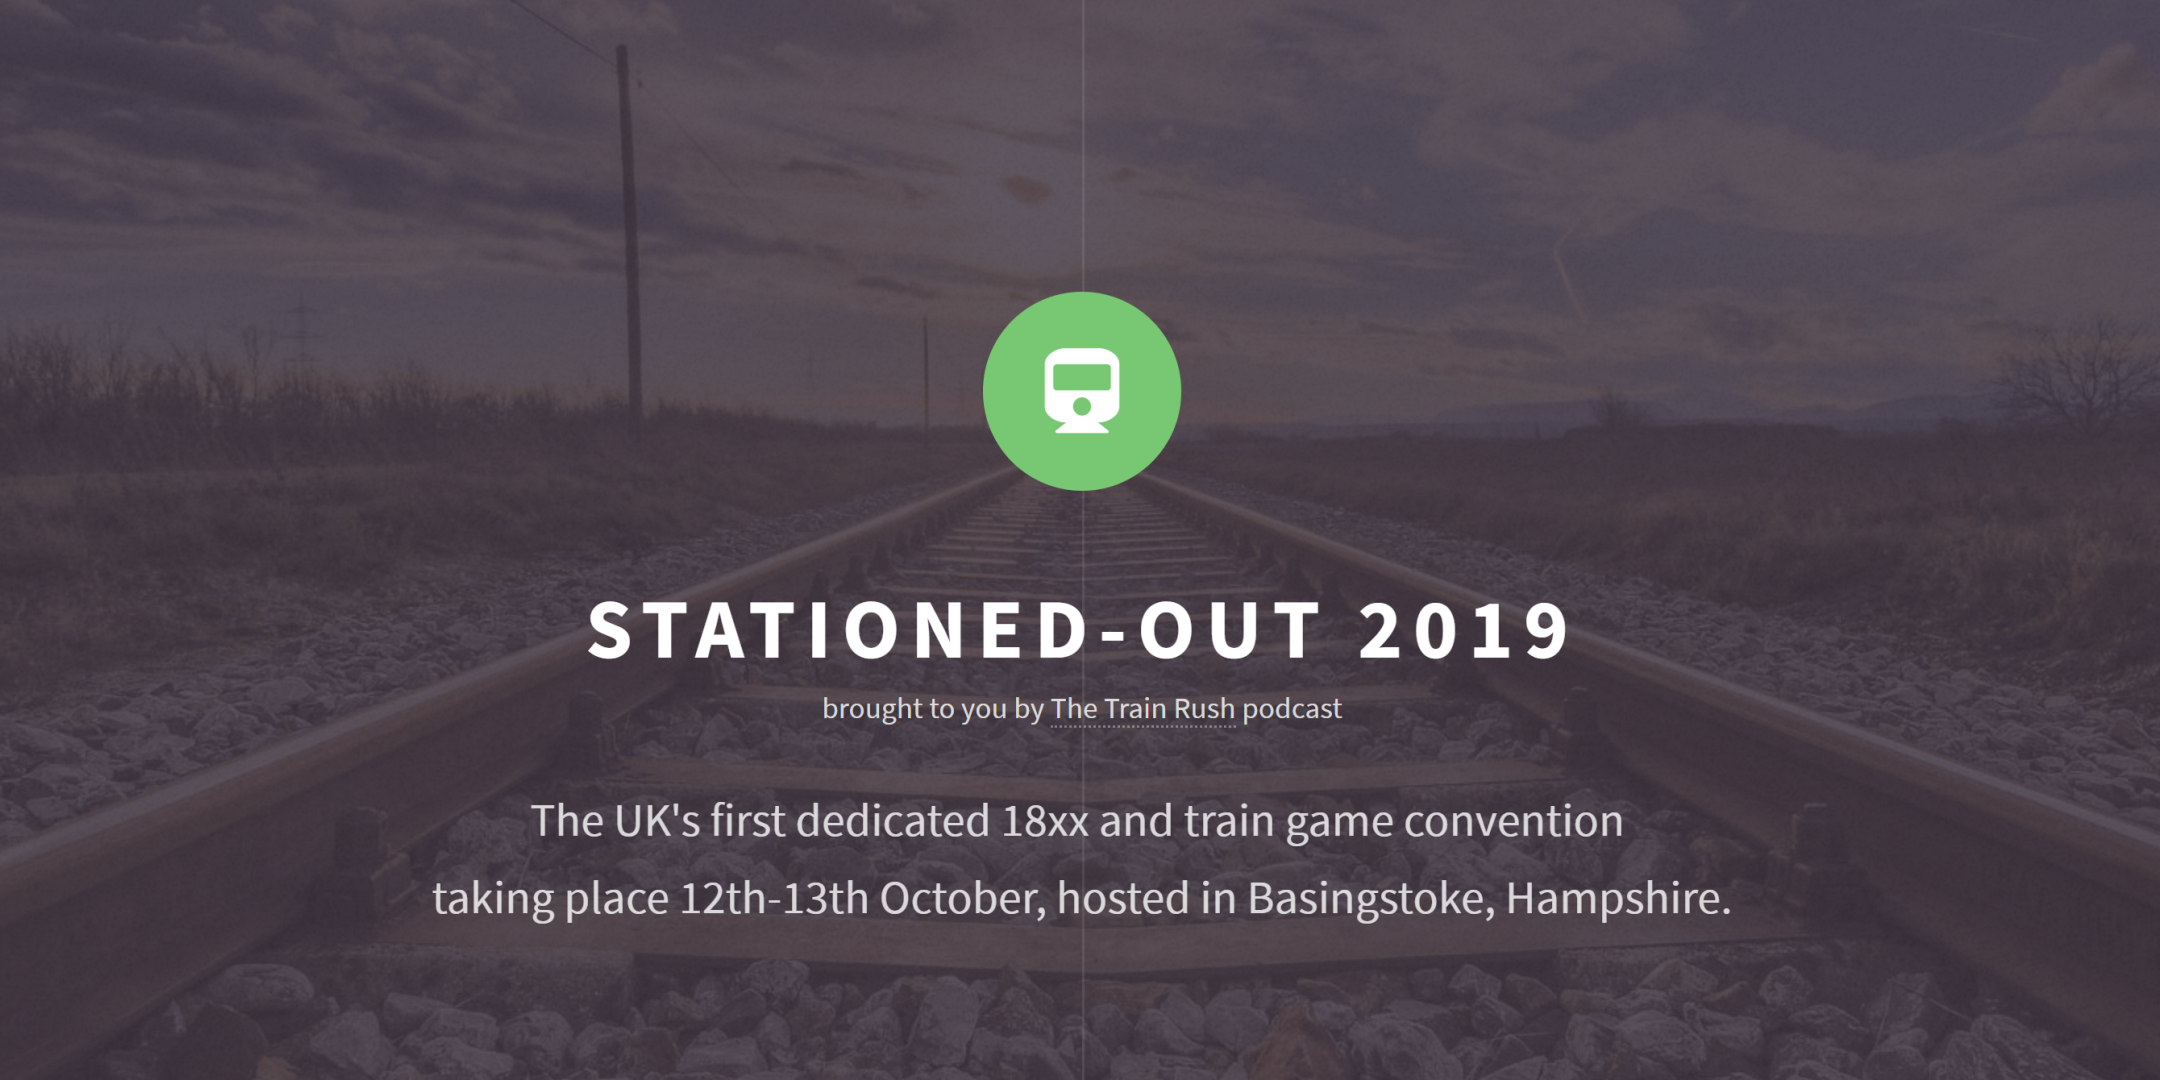 STATIONED-OUT 2019
brought to you by The Train Rush podcast
The UK's first dedicated 18xx and train game convention
taking place 12th-13th October, hosted in Basingstoke, Hampshire.